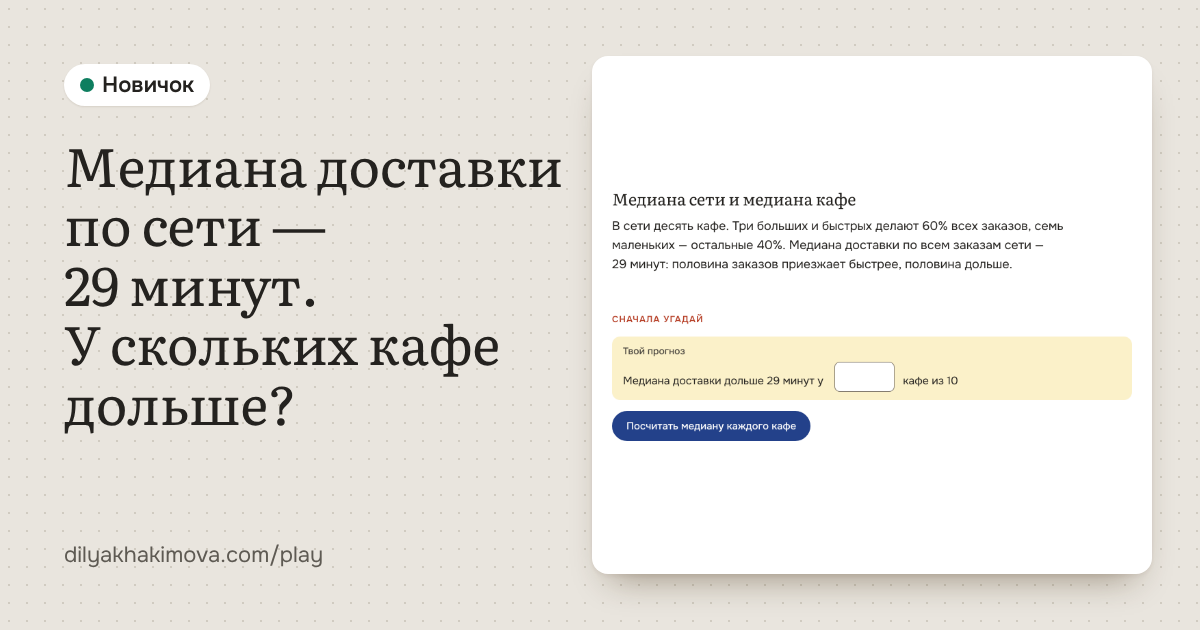 Новичок
Медиана доставки
по сети —
29 минут.
У скольких кафе
дольше?
dilyakhakimova.com/play
Медиана сети и медиана кафе
В сети десять кафе. Три больших и быстрых делают 60% всех заказов, семь
маленьких — остальные 40%. Медиана доставки по всем заказам сети —
29 минут: половина заказов приезжает быстрее, половина дольше.
СНАЧАЛА УГАДАЙ
Твой прогноз
Медиана доставки дольше 29 минут у кафе из 10
Посчитать медиану каждого кафе